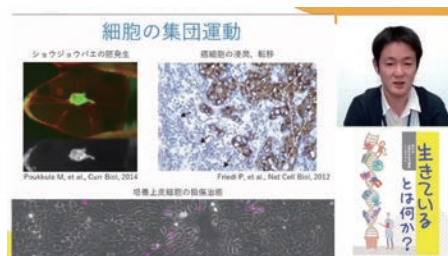 細胞の集団運動
ショウジョウバエの胚発生
癌細胞の浸潤、転移
Poukkula M, et al., Curr Biol, 2014
Friedl P, et al., Nat Cell Biol, 2012
培養上皮細胞の損傷治癒
生きている
とは何か?